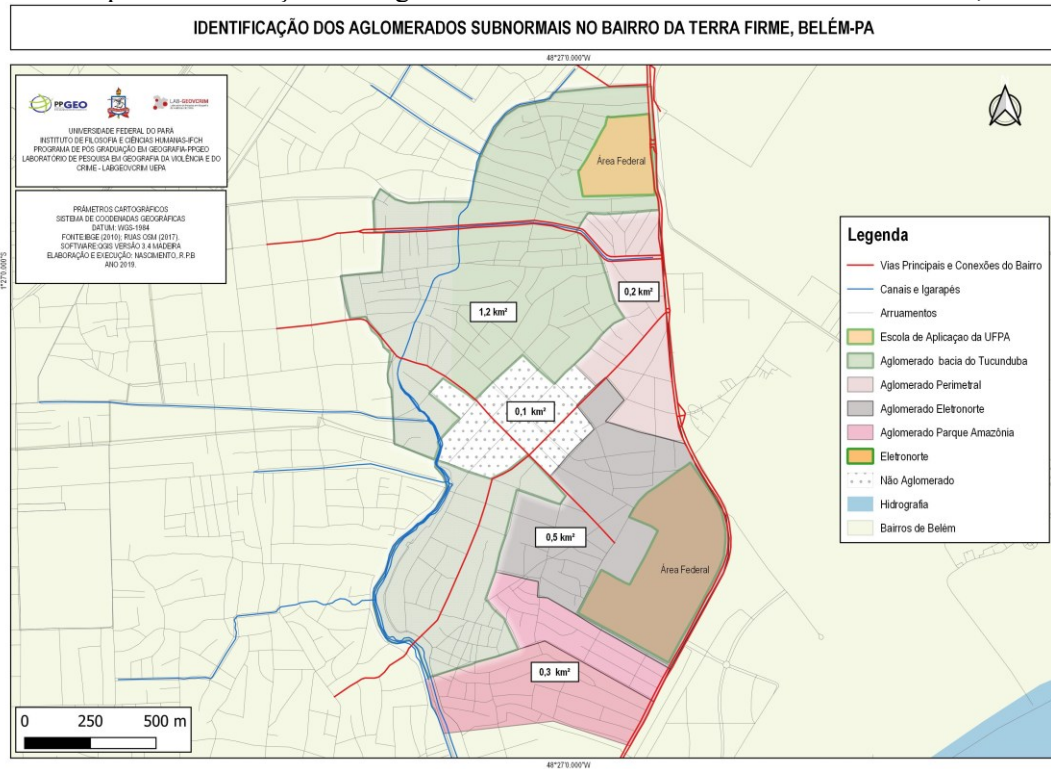 IDENTIFICAÇÃO DOS AGLOMERADOS SUBNORMAIS NO BAIRRO DA TERRA FIRME, BELÉM-PA
48°27'0.000"W
PPGEO
LAB-GEOVCRIM
UNIVERSIDADE FEDERAL DO PARÁ
INSTITUTO DE FILOSOFIA E CIÊNCIAS HUMANAS-IFCH
PROGRAMA DE PÓS GRADUAÇÃO EM GEOGRAFIA-PPGEO
LABORATÓRIO DE PESQUISA EM GEOGRAFIA DA VIOLÊNCIA E DO
CRIME - LABGEOVCRIM UEPA
PRÂMETROS CARTOGRÁFICOS
SISTEMA DE COODENADAS GEOGRÁFICAS
DATUM: WGS-1984
FONTE:IBGE (2010); RUAS OSM (2017).
SOFTWARE:QGIS VERSÃO 3.4 MADEIRA
ELABORAÇÃO E EXECUÇÃO: NASCIMENTO, R.P.B
ANO 2019.
1°27'0.000"S
Área Federal
0,2 km²
1,2 km²
0,1 km²
0,5 km²
Área Federal
0,3 km²
Legenda
Vias Principais e Conexões do Bairro
Canais e Igarapés
Arruamentos
Escola de Aplicaçao da UFPA
Aglomerado bacia do Tucunduba
Aglomerado Perimetral
Aglomerado Eletronorte
Aglomerado Parque Amazônia
Eletronorte
Não Aglomerado
Hidrografia
Bairros de Belém
0 250 500 m
48°27'0.000"W